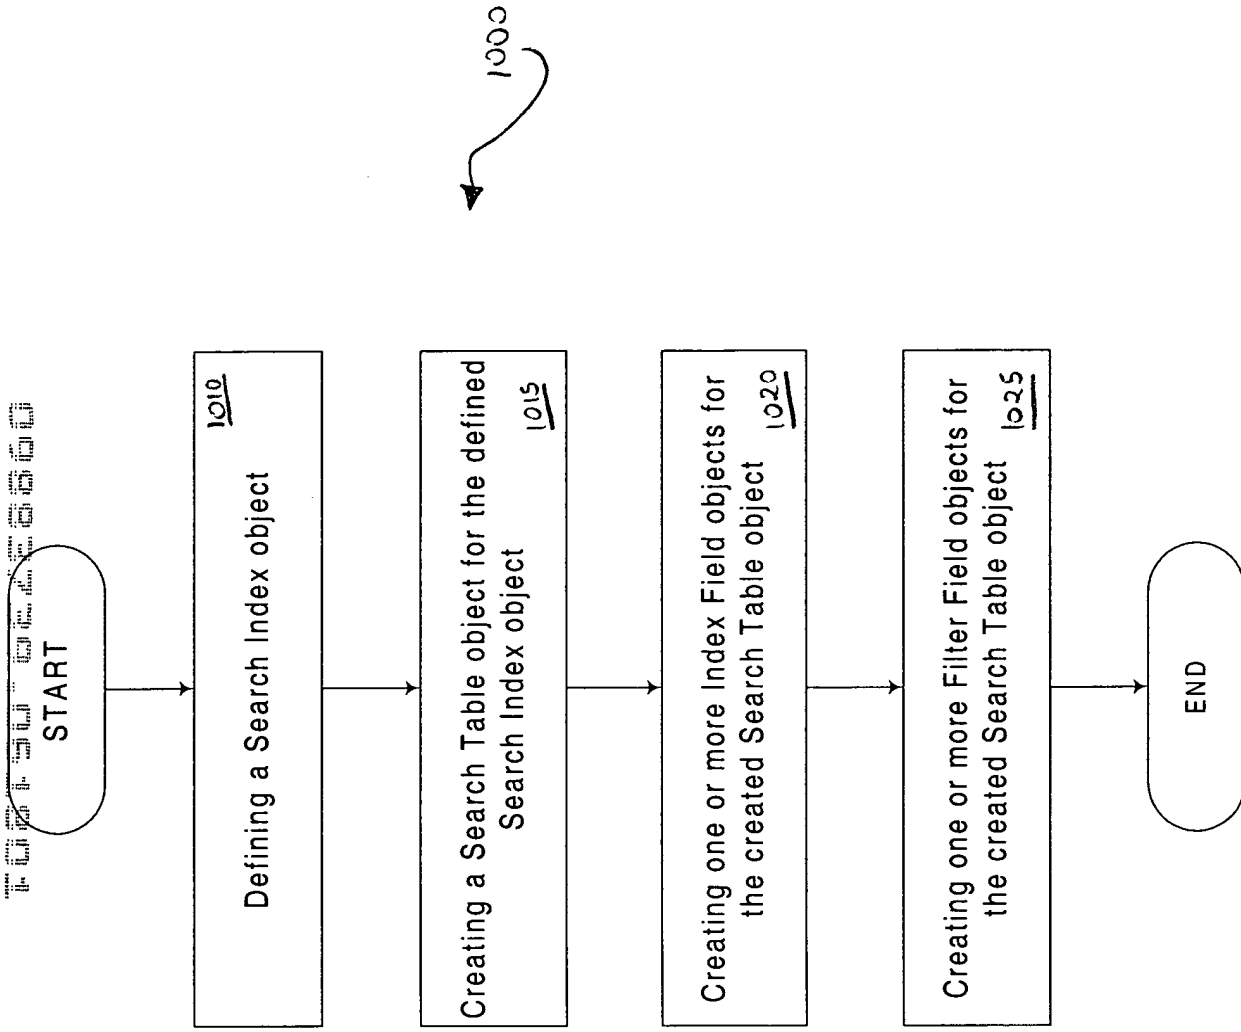 1000
START
Defining a Search Index object
1010
Creating a Search Table object for the defined
Search Index object
1015
Creating one or more Index Field objects for
the created Search Table object
1020
Creating one or more Filter Field objects for
the created Search Table object
1025
END